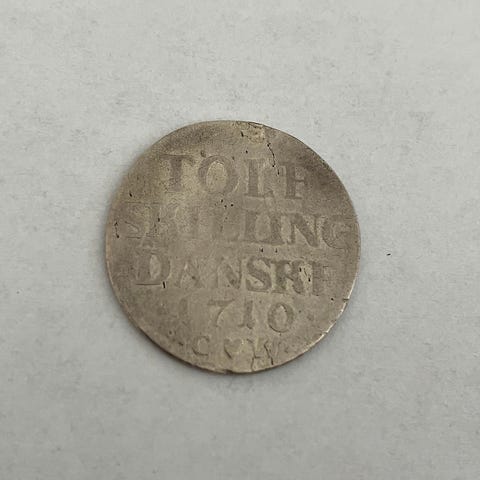 TOLF
SKILLING
DANSKE
1710
C♥W